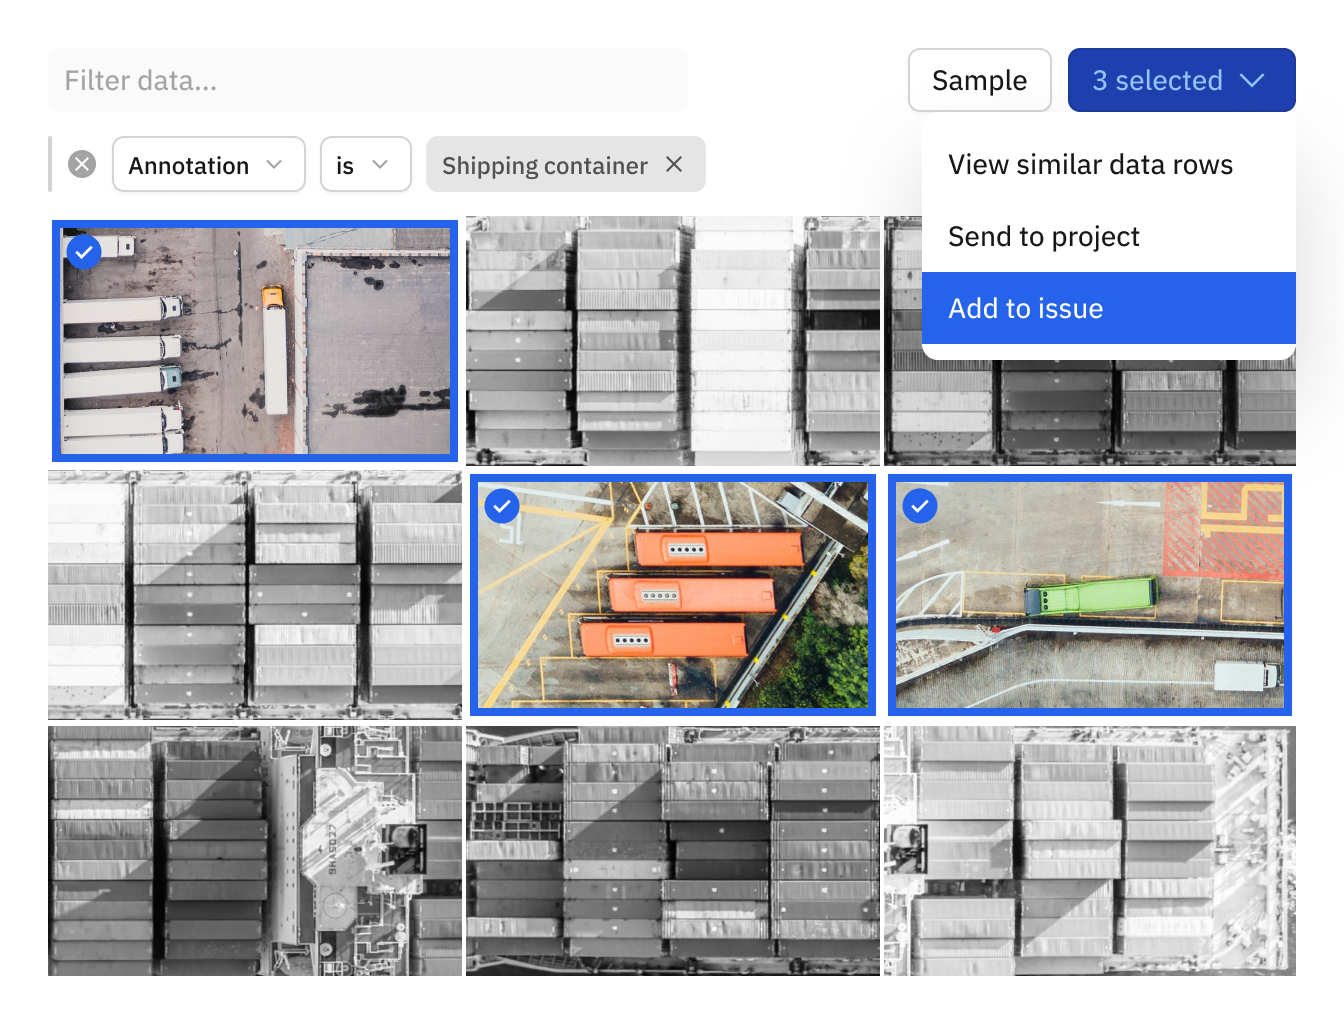 Filter data...
Sample
3 selected
Annotation
is
Shipping container
View similar data rows
Send to project
Add to issue